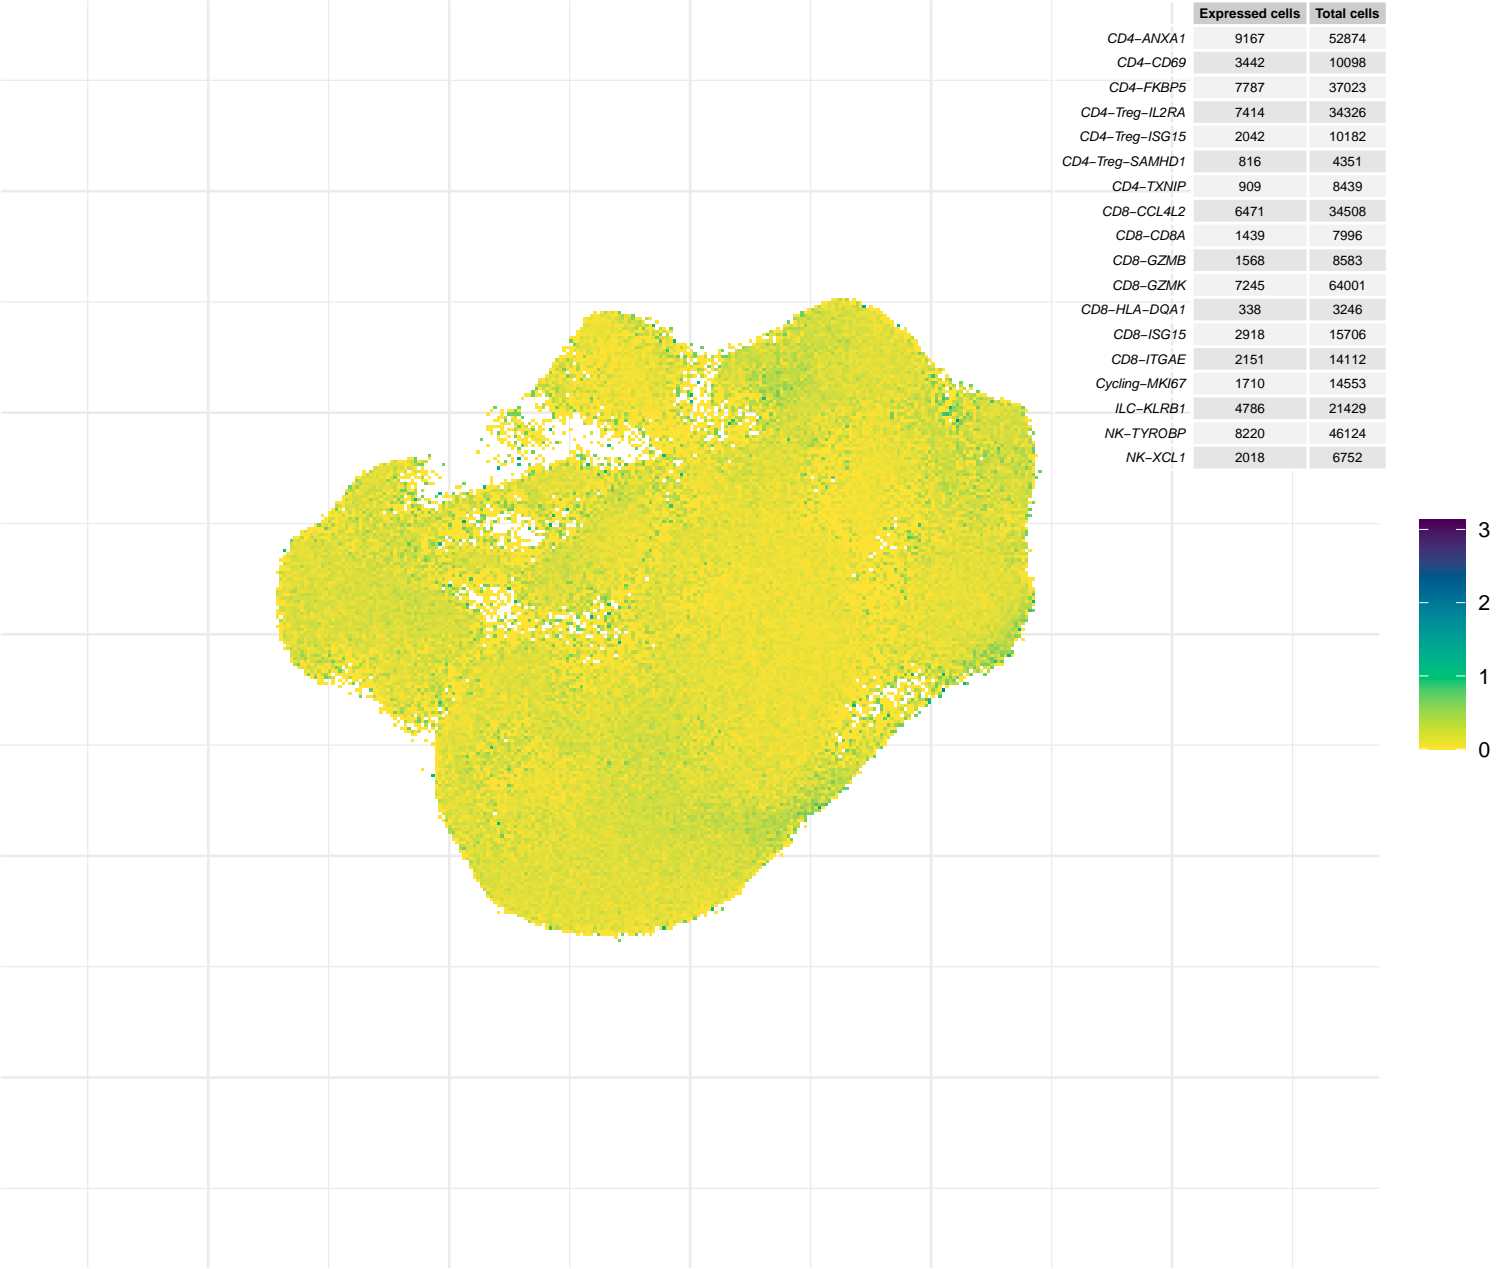 Expressed cells Total cells
CD4−ANXA1 9167 52874
CD4−CD69 3442 10098
CD4−FKBP5 7787 37023
CD4−Treg−IL2RA 7414 34326
CD4−Treg−ISG15 2042 10182
CD4−Treg−SAMHD1 816 4351
CD4−TXNIP 909 8439
CD8−CCL4L2 6471 34508
CD8−CD8A 1439 7996
CD8−GZMB 1568 8583
CD8−GZMK 7245 64001
CD8−HLA−DQA1 338 3246
CD8−ISG15 2918 15706
CD8−ITGAE 2151 14112
Cycling−MKI67 1710 14553
ILC−KLRB1 4786 21429
NK−TYROBP 8220 46124
NK−XCL1 2018 6752
3
2
1
0